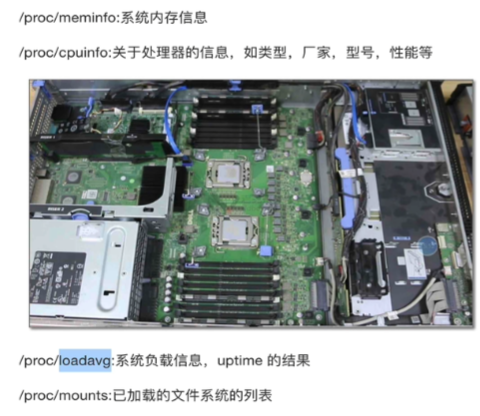 /proc/meminfo:系统内存信息
/proc/cpuinfo:关于处理器的信息，如类型，厂家，型号，性能等
/proc/loadavg:系统负载信息，uptime 的结果
/proc/mounts:已加载的文件系统的列表